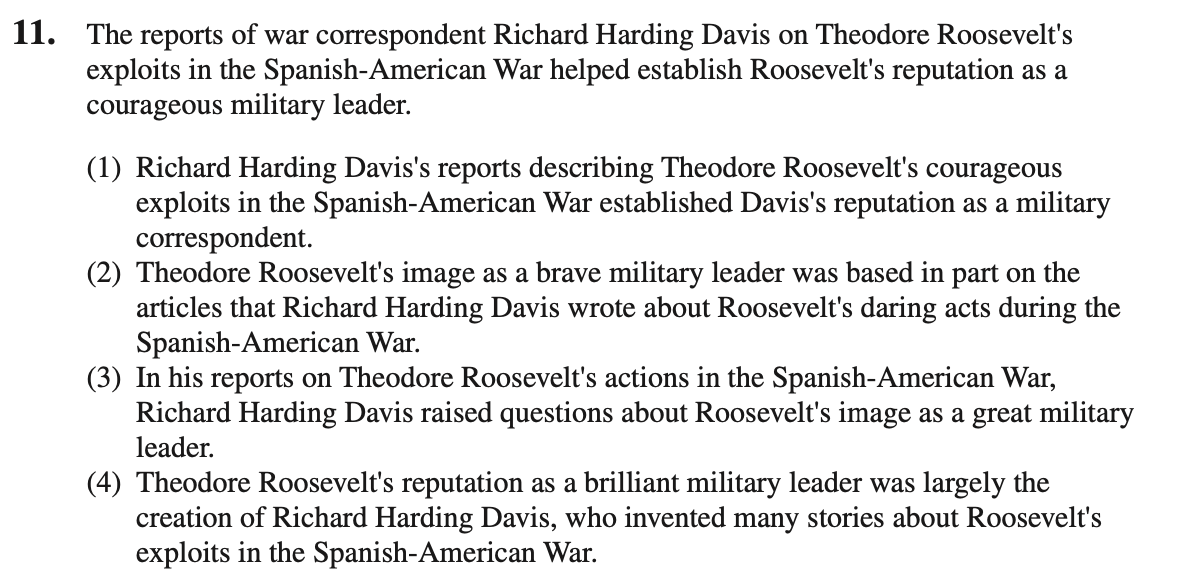 11. The reports of war correspondent Richard Harding Davis on Theodore Roosevelt's
exploits in the Spanish-American War helped establish Roosevelt's reputation as a
courageous military leader.
(1) Richard Harding Davis's reports describing Theodore Roosevelt's courageous
exploits in the Spanish-American War established Davis's reputation as a military
correspondent.
(2) Theodore Roosevelt's image as a brave military leader was based in part on the
articles that Richard Harding Davis wrote about Roosevelt's daring acts during the
Spanish-American War.
(3) In his reports on Theodore Roosevelt's actions in the Spanish-American War,
Richard Harding Davis raised questions about Roosevelt's image as a great military
leader.
(4) Theodore Roosevelt's reputation as a brilliant military leader was largely the
creation of Richard Harding Davis, who invented many stories about Roosevelt's
exploits in the Spanish-American War.